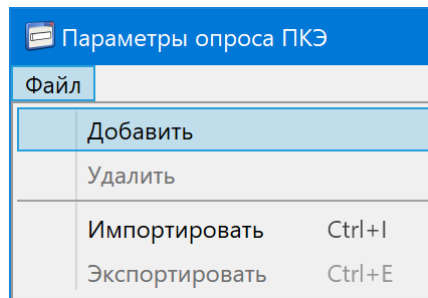 Параметры опроса ПКЭ
Файл
Добавить
Удалить
Импортировать Ctrl+I
Экспортировать Ctrl+E